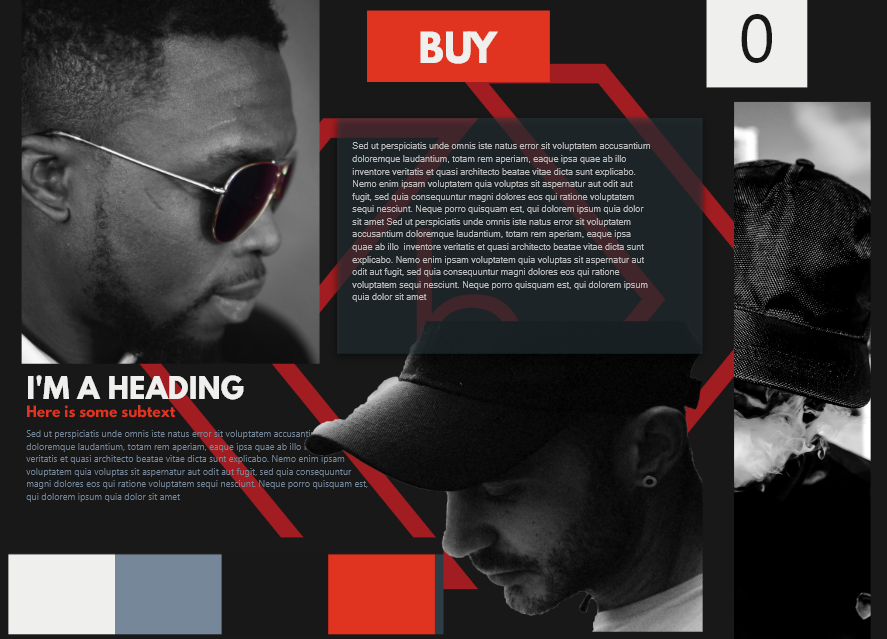 BUY
0
Sed ut perspiciatis unde omnis iste natus error sit voluptatem accusantium
doloremque laudantium, totam rem aperiam, eaque ipsa quae ab illo
inventore veritatis et quasi architecto beatae vitae dicta sunt explicabo.
Nemo enim ipsam voluptatem quia voluptas sit aspernatur aut odit aut
fugit, sed quia consequuntur magni dolores eos qui ratione voluptatem
sequi nesciunt. Neque porro quisquam est, qui dolorem ipsum quia dolor
sit amet Sed ut perspiciatis unde omnis iste natus error sit voluptatem
accusantium doloremque laudantium, totam rem aperiam, eaque ipsa
quae ab illo inventore veritatis et quasi architecto beatae vitae dicta sunt
explicabo. Nemo enim ipsam voluptatem quia voluptas sit aspernatur aut
odit aut fugit, sed quia consequuntur magni dolores eos qui ratione
voluptatem sequi nesciunt. Neque porro quisquam est, qui dolorem ipsum
quia dolor sit amet
I'M A HEADING
Here is some subtext
Sed ut perspiciatis unde omnis iste natus error sit voluptatem accusanti
doloremque laudantium, totam rem aperiam, eaque ipsa quae ab illo
veritatis et quasi architecto beatae vitae dicta sunt explicabo. Nemo enim ipsam
voluptatem quia voluptas sit aspernatur aut odit aut fugit, sed quia consequuntur
magni dolores eos qui ratione voluptatem sequi nesciunt. Neque porro quisquam est,
qui dolorem ipsum quia dolor sit amet